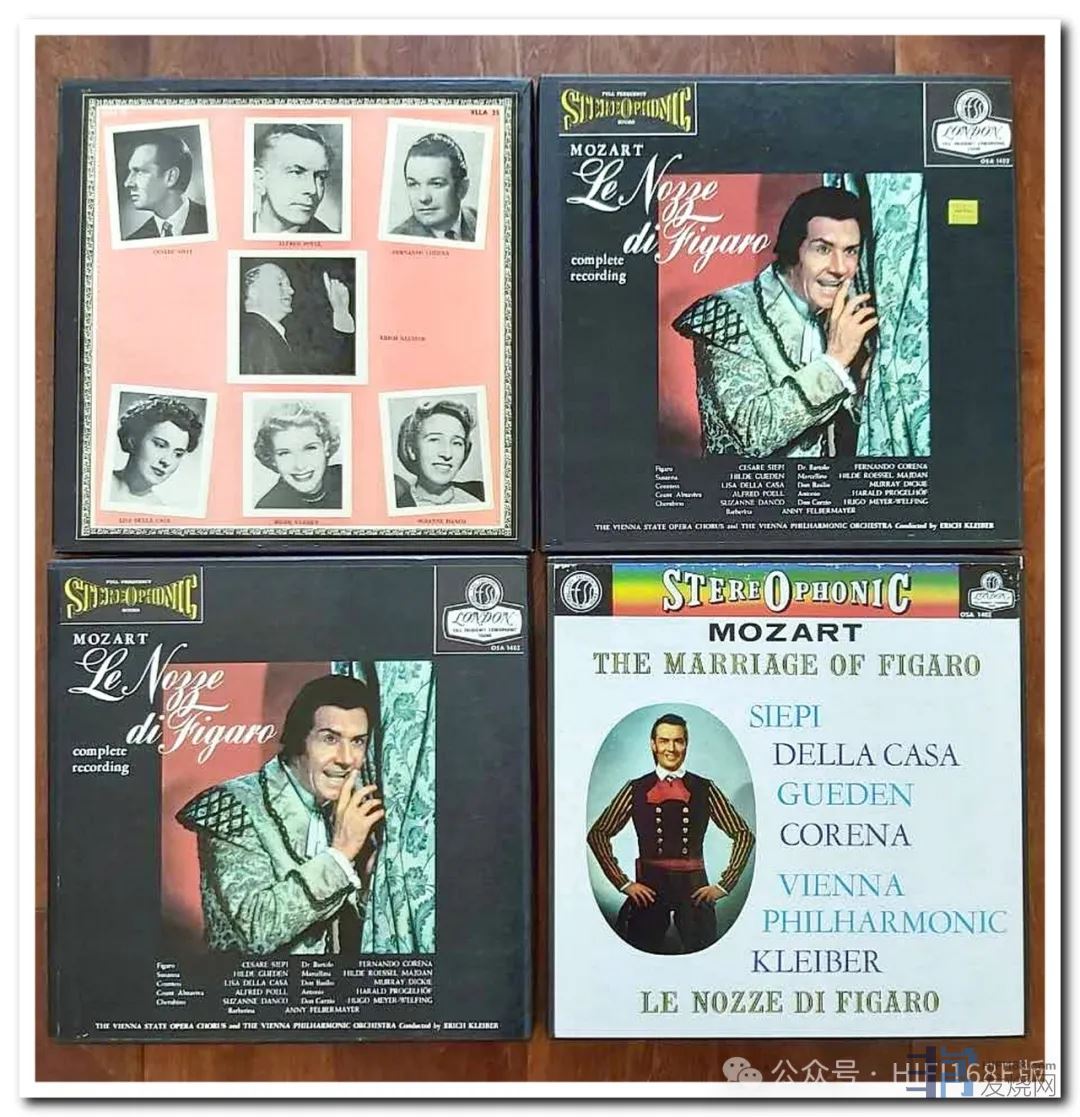 XLLA 35
CESARE SIEPI
ALFRED POELL
FERNANDO CORENA
ERICH KLEIBER
LISA DELLA CASA
HILDE GUEDEN
SUZANNE DANCO
FULL FREQUENCY
STEREOPHONIC
SOUND
LONDON
FULL FREQUENCY STEREOPHONIC
SOUND
OSA 1402
MOZART
Le Nozze
di Figaro
complete
recording
Figaro CESARE SIEPI Dr. Bartolo FERNANDO CORENA
Susanna HILDE GUEDEN Marcellina HILDE ROESSEL MAJDAN
Countess LISA DELLA CASA Don Basilio MURRAY DICKIE
Count Almaviva ALFRED POELL Antonio HARALD PROGELHÖF
Cherubino SUZANNE DANCO Don Curzio HUGO MEYER-WELFING
Barberina ANNY FELBERMAYER
THE VIENNA STATE OPERA CHORUS and THE VIENNA PHILHARMONIC ORCHESTRA Conducted by ERICH KLEIBER
FULL FREQUENCY
STEREOPHONIC
SOUND
LONDON
FULL FREQUENCY STEREOPHONIC
SOUND
OSA 1402
MOZART
Le Nozze
di Figaro
complete
recording
Figaro CESARE SIEPI Dr. Bartolo FERNANDO CORENA
Susanna HILDE GUEDEN Marcellina HILDE ROESSEL MAJDAN
Countess LISA DELLA CASA Don Basilio MURRAY DICKIE
Count Almaviva ALFRED POELL Antonio HARALD PROGELHÖF
Cherubino SUZANNE DANCO Don Curzio HUGO MEYER-WELFING
Barberina ANNY FELBERMAYER
THE VIENNA STATE OPERA CHORUS and THE VIENNA PHILHARMONIC ORCHESTRA Conducted by ERICH KLEIBER
STEREOPHONIC
LONDON
OSA 1402
MOZART
THE MARRIAGE OF FIGARO
SIEPI
DELLA CASA
GUEDEN
CORENA
VIENNA
PHILHARMONIC
KLEIBER
LE NOZZE DI FIGARO
公众号
发烧网